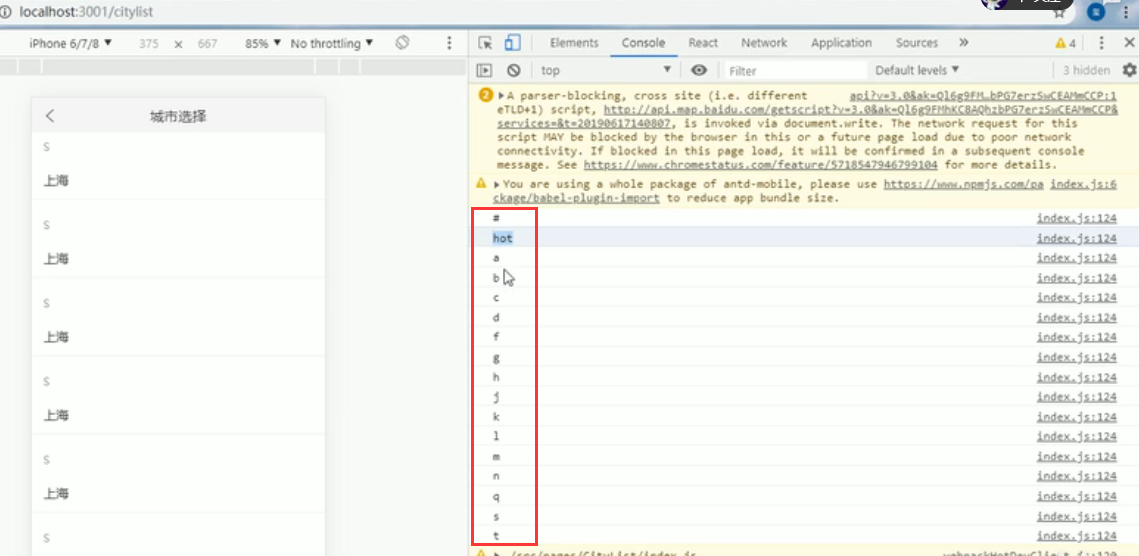 localhost:3001/citylist
iPhone 6/7/8 ▼ 375 × 667 85% ▼ No throttling ▼
Elements Console React Network Application Sources » 4
top ▼ Filter Default levels ▼ 3 hidden
城市选择
S
上海
S
上海
S
上海
S
上海
S
上海
S
2 ▶A parser-blocking, cross site (i.e. different api?v=3.0&ak=Ql6g9FM…bPG7erzSwCEAMmCCP:1
eTLD+1) script, http://api.map.baidu.com/getscript?v=3.0&ak=Ql6g9FMhKC8AQhzbPG7erzSwCEAMmCCP&
services=&t=20190617140807, is invoked via document.write. The network request for this
script MAY be blocked by the browser in this or a future page load due to poor network
connectivity. If blocked in this page load, it will be confirmed in a subsequent console
message. See https://www.chromestatus.com/feature/5718547946799104 for more details.
▶You are using a whole package of antd-mobile, please use https://www.npmjs.com/pa index.js:6
ckage/babel-plugin-import to reduce app bundle size.
# index.js:124
hot index.js:124
a index.js:124
b index.js:124
c index.js:124
d index.js:124
f index.js:124
g index.js:124
h index.js:124
j index.js:124
k index.js:124
l index.js:124
m index.js:124
n index.js:124
q index.js:124
s index.js:124
t index.js:124